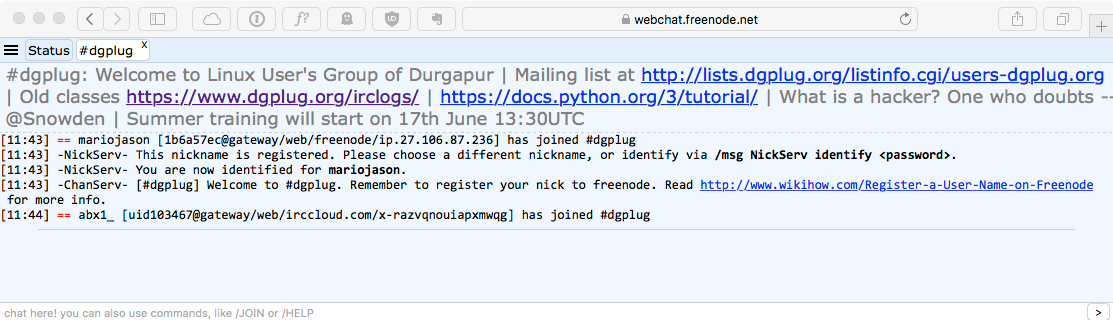 webchat.freenode.net
Status #dgplug X
#dgplug: Welcome to Linux User's Group of Durgapur | Mailing list at http://lists.dgplug.org/listinfo.cgi/users-dgplug.org
| Old classes https://www.dgplug.org/irclogs/ | https://docs.python.org/3/tutorial/ | What is a hacker? One who doubts --
@Snowden | Summer training will start on 17th June 13:30UTC
[11:43] == mariojason [1b6a57ec@gateway/web/freenode/ip.27.106.87.236] has joined #dgplug
[11:43] -NickServ- This nickname is registered. Please choose a different nickname, or identify via /msg NickServ identify <password>.
[11:43] -NickServ- You are now identified for mariojason.
[11:43] -ChanServ- [#dgplug] Welcome to #dgplug. Remember to register your nick to freenode. Read http://www.wikihow.com/Register-a-User-Name-on-Freenode
for more info.
[11:44] == abx1_ [uid103467@gateway/web/irccloud.com/x-razvqnouiapxmwqg] has joined #dgplug
chat here! you can also use commands, like /JOIN or /HELP >